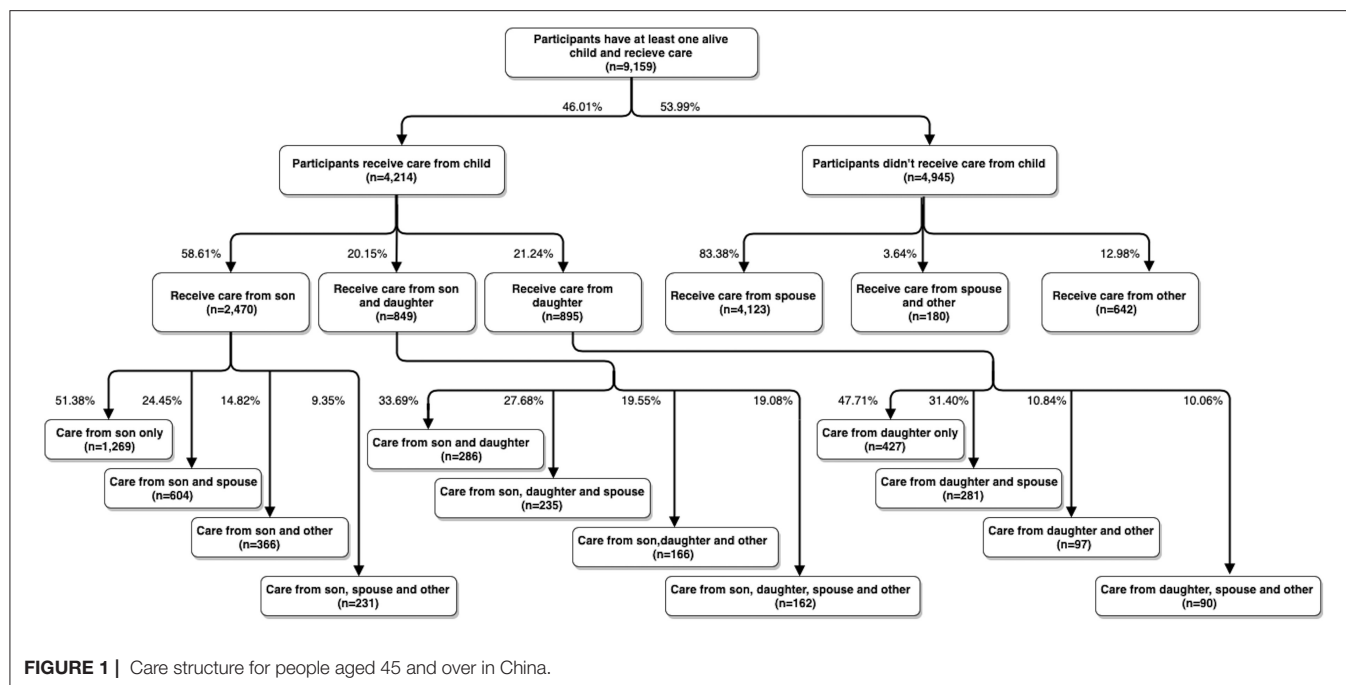 Participants have at least one alive
child and recieve care
(n=9,159)
46.01%
53.99%
Participants receive care from child
(n=4,214)
Participants didn't receive care from child
(n=4,945)
58.61%
20.15%
21.24%
83.38%
3.64%
12.98%
Receive care from son
(n=2,470)
Receive care from son
and daughter
(n=849)
Receive care from
daughter
(n=895)
Receive care from spouse
(n=4,123)
Receive care from spouse
and other
(n=180)
Receive care from other
(n=642)
51.38%
24.45%
14.82%
9.35%
33.69%
27.68%
19.55%
19.08%
47.71%
31.40%
10.84%
10.06%
Care from son only
(n=1,269)
Care from son and spouse
(n=604)
Care from son and other
(n=366)
Care from son, spouse and other
(n=231)
Care from son and daughter
(n=286)
Care from son, daughter and spouse
(n=235)
Care from son,daughter and other
(n=166)
Care from son, daughter, spouse and other
(n=162)
Care from daughter only
(n=427)
Care from daughter and spouse
(n=281)
Care from daughter and other
(n=97)
Care from daughter, spouse and other
(n=90)
FIGURE 1 | Care structure for people aged 45 and over in China.